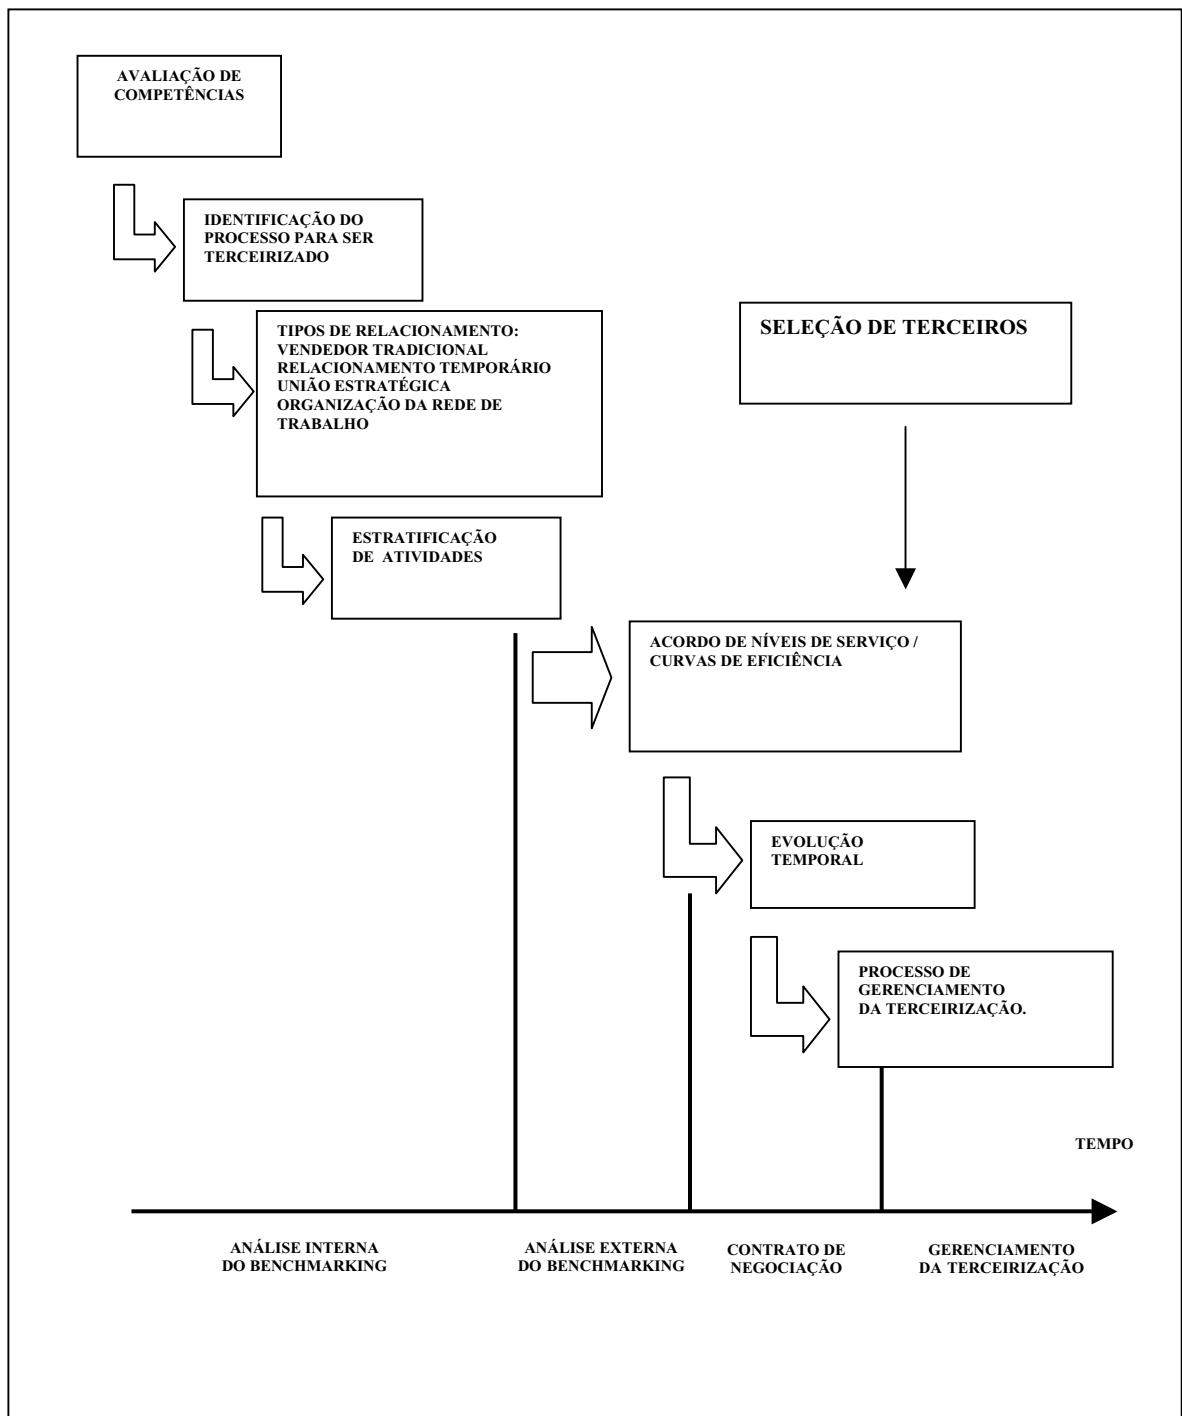 AVALIAÇÃO DE
COMPETÊNCIAS
IDENTIFICAÇÃO DO
PROCESSO PARA SER
TERCEIRIZADO
TIPOS DE RELACIONAMENTO:
VENDEDOR TRADICIONAL
RELACIONAMENTO TEMPORÁRIO
UNIÃO ESTRATÉGICA
ORGANIZAÇÃO DA REDE DE
TRABALHO
SELEÇÃO DE TERCEIROS
ESTRATIFICAÇÃO
DE ATIVIDADES
ACORDO DE NÍVEIS DE SERVIÇO /
CURVAS DE EFICIÊNCIA
EVOLUÇÃO
TEMPORAL
PROCESSO DE
GERENCIAMENTO
DA TERCEIRIZAÇÃO.
TEMPO
ANÁLISE INTERNA
DO BENCHMARKING
ANÁLISE EXTERNA
DO BENCHMARKING
CONTRATO DE
NEGOCIAÇÃO
GERENCIAMENTO
DA TERCEIRIZAÇÃO